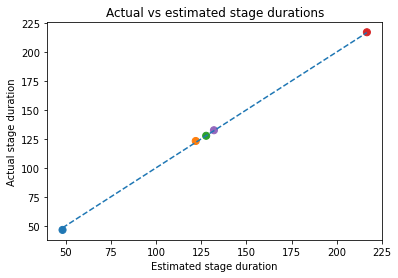 Actual vs estimated stage durations
225
200
175
150
125
100
75
50
Actual stage duration
50 75 100 125 150 175 200 225
Estimated stage duration